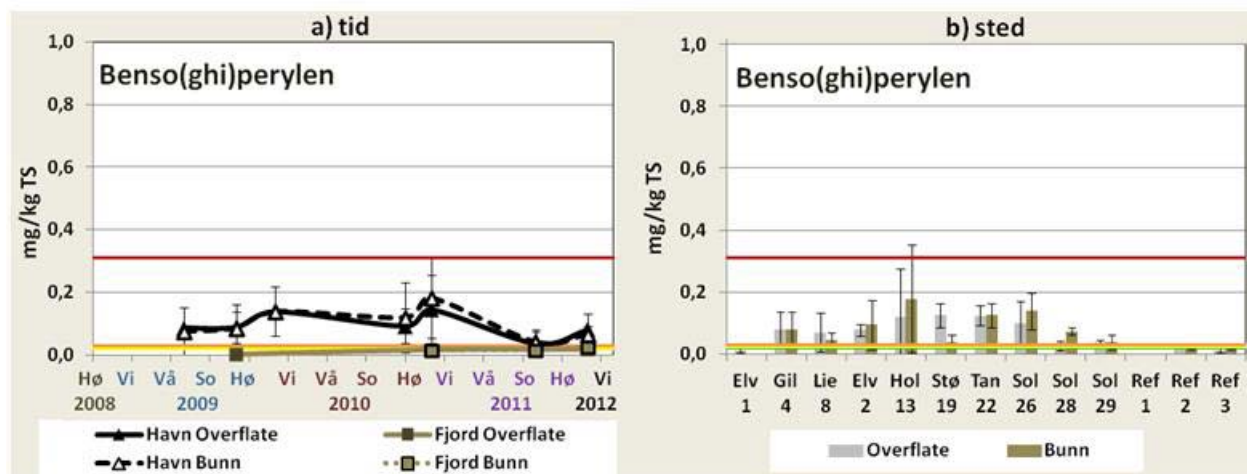 a) tid
Benso(ghi)perylen
mg/kg TS
1,0
0,8
0,6
0,4
0,2
0,0
Hø Vi Vå So Hø Vi Vå So Hø Vi Vå So Hø Vi
2008 2009 2010 2011 2012
Havn Overflate Fjord Overflate
Havn Bunn Fjord Bunn
b) sted
Benso(ghi)perylen
mg/kg TS
1,0
0,8
0,6
0,4
0,2
0,0
Elv Gil Lie Elv Hol Stø Tan Sol Sol Sol Ref Ref Ref
1 4 8 2 13 19 22 26 28 29 1 2 3
Overflate Bunn